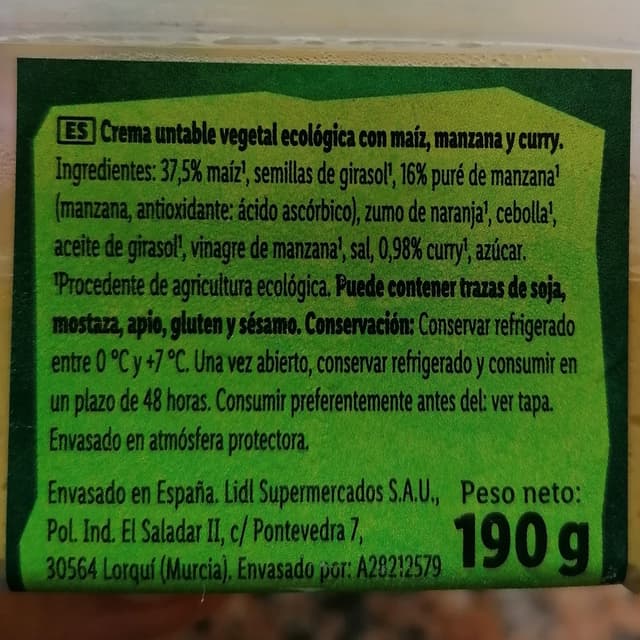 ES Crema untable vegetal ecológica con maíz, manzana y curry.
Ingredientes: 37,5% maíz¹, semillas de girasol¹, 16% puré de manzana¹
(manzana, antioxidante: ácido ascórbico), zumo de naranja¹, cebolla¹,
aceite de girasol¹, vinagre de manzana¹, sal, 0,98% curry¹, azúcar.
¹Procedente de agricultura ecológica. Puede contener trazas de soja,
mostaza, apio, gluten y sésamo. Conservación: Conservar refrigerado
entre 0 °C y +7 °C. Una vez abierto, conservar refrigerado y consumir en
un plazo de 48 horas. Consumir preferentemente antes del: ver tapa.
Envasado en atmósfera protectora.
Envasado en España. Lidl Supermercados S.A.U.,
Pol. Ind. El Saladar II, c/ Pontevedra 7,
30564 Lorquí (Murcia). Envasado por: A28212579
Peso neto:
190 g